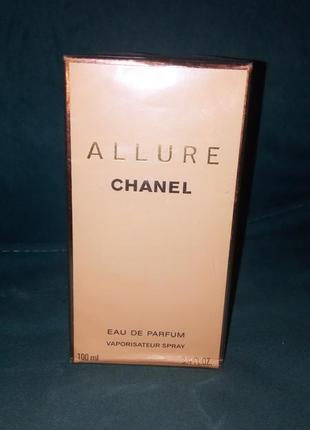 ALLURE
CHANEL
EAU DE PARFUM
VAPORISATEUR SPRAY
100 ml